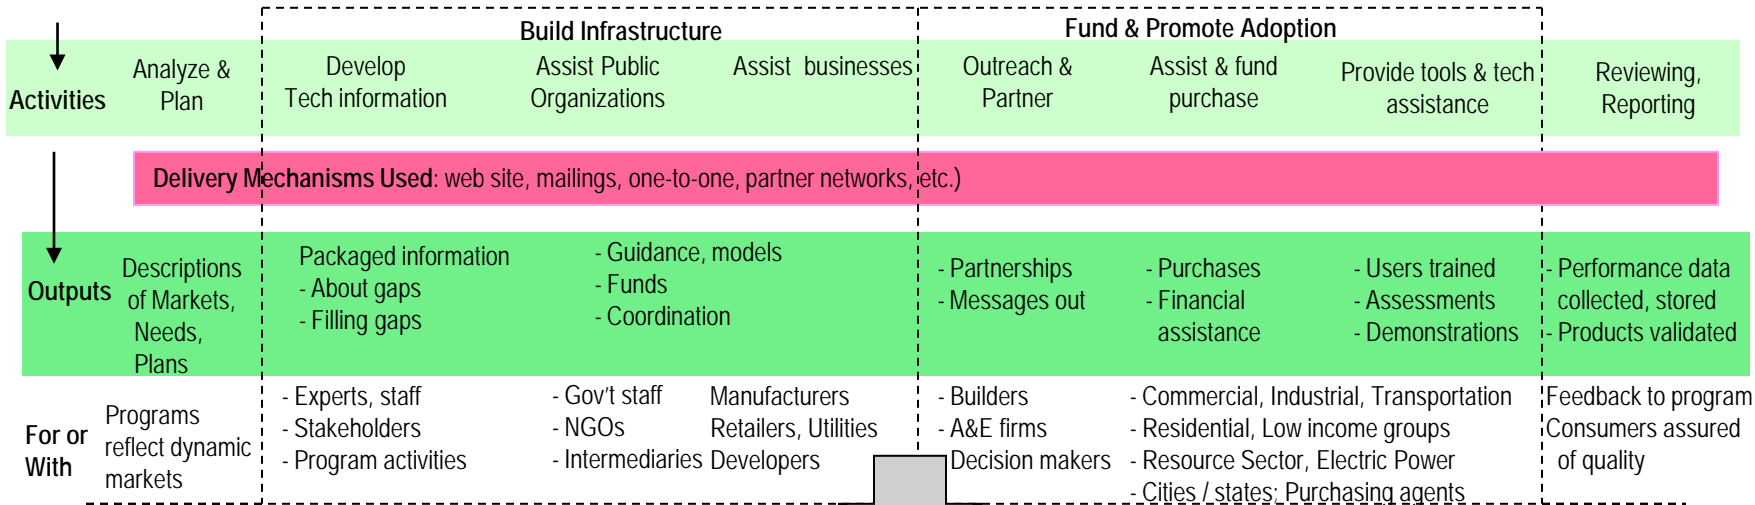 Build Infrastructure
Fund & Promote Adoption
Activities
Analyze &
Plan
Develop
Tech information
Assist Public
Organizations
Assist businesses
Outreach &
Partner
Assist & fund
purchase
Provide tools & tech
assistance
Reviewing,
Reporting
Delivery Mechanisms Used: web site, mailings, one-to-one, partner networks, etc.)
Outputs
Descriptions
of Markets,
Needs,
Plans
Packaged information
- About gaps
- Filling gaps
- Guidance, models
- Funds
- Coordination
- Partnerships
- Messages out
- Purchases
- Financial
assistance
- Users trained
- Assessments
- Demonstrations
- Performance data
collected, stored
- Products validated
For or
With
Programs
reflect dynamic
markets
- Experts, staff
- Stakeholders
- Program activities
- Gov't staff
- NGOs
- Intermediaries
Manufacturers
Retailers, Utilities
Developers
- Builders
- A&E firms
- Decision makers
- Commercial, Industrial, Transportation
- Residential, Low income groups
- Resource Sector, Electric Power
- Cities / states; Purchasing agents
Feedback to program
Consumers assured
of quality